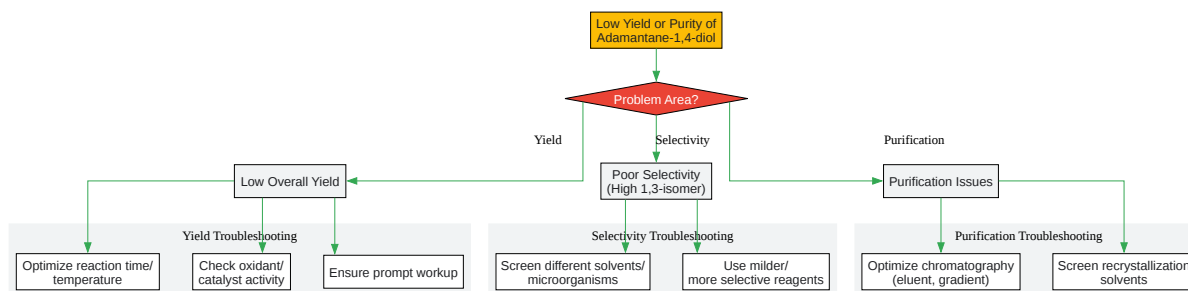 Low Yield or Purity of
Adamantane-1,4-diol
Problem Area?
Yield
Selectivity
Purification
Low Overall Yield
Poor Selectivity
(High 1,3-isomer)
Purification Issues
Yield Troubleshooting
Selectivity Troubleshooting
Purification Troubleshooting
Optimize reaction time/
temperature
Check oxidant/
catalyst activity
Ensure prompt workup
Screen different solvents/
microorganisms
Use milder/
more selective reagents
Optimize chromatography
(eluent, gradient)
Screen recrystallization
solvents